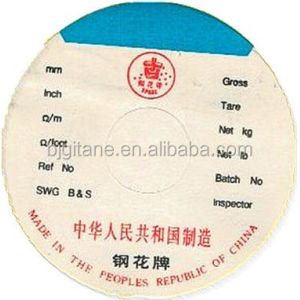 mm
Inch
Ω/m
Ω/foot
Ref No
SWG B & S
Gross
Tare
Net kg
Net lb
Batch No
Inspector
bjgitane.en.alibaba.com
中华人民共和国制造
钢花牌
MADE IN THE PEOPLES REPUBLIC OF CHINA